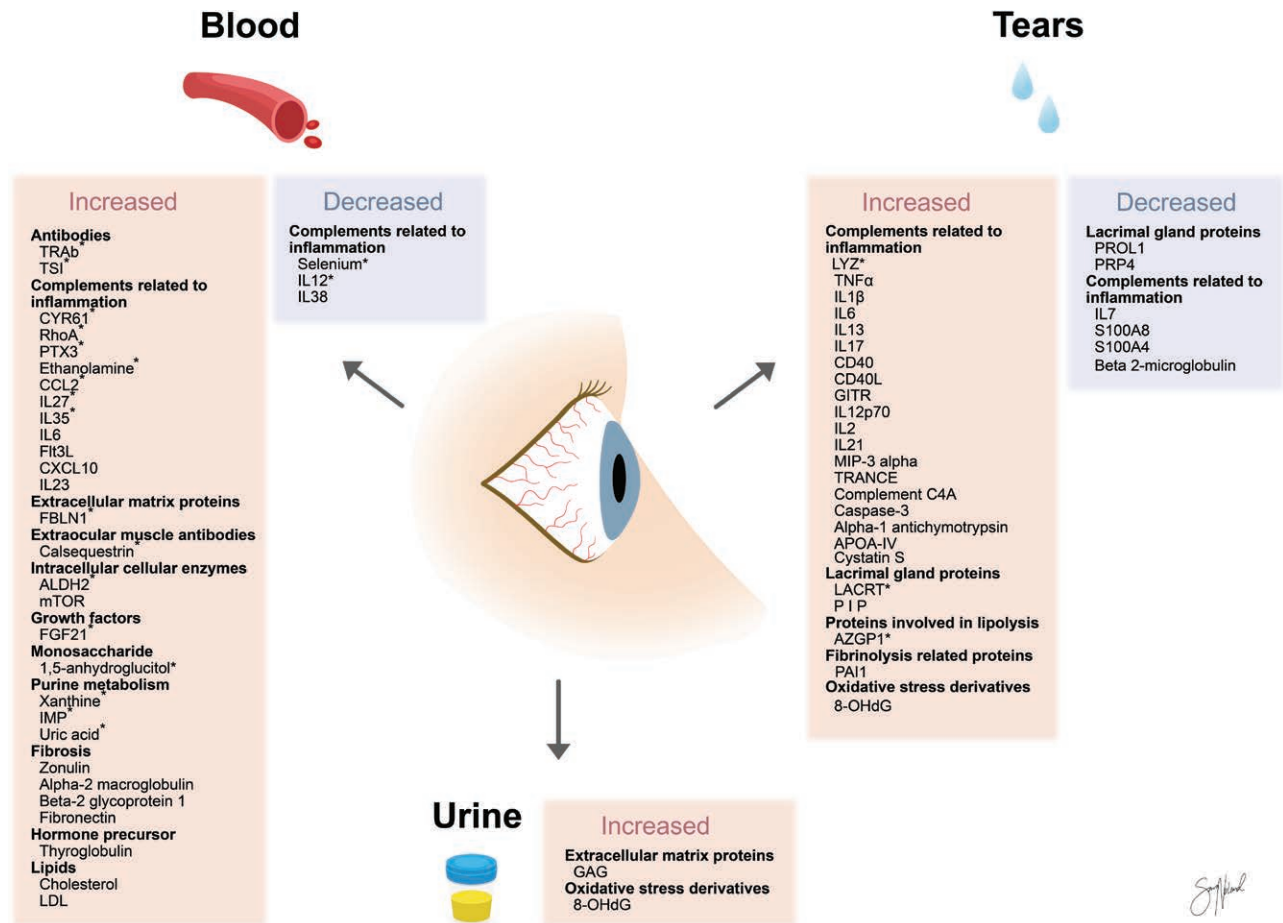 Blood
Increased
Antibodies
TRAb*
TSI*
Complements related to
inflammation
CYR61*
RhoA*
PTX3*
Ethanolamine*
CCL2*
IL27*
IL35*
IL6
Flt3L
CXCL10
IL23
Extracellular matrix proteins
FBLN1*
Extraocular muscle antibodies
Calsequestrin*
Intracellular cellular enzymes
ALDH2*
mTOR
Growth factors
FGF21*
Monosaccharide
1,5-anhydroglucitol*
Purine metabolism
Xanthine*
IMP*
Uric acid*
Fibrosis
Zonulin
Alpha-2 macroglobulin
Beta-2 glycoprotein 1
Fibronectin
Hormone precursor
Thyroglobulin
Lipids
Cholesterol
LDL
Decreased
Complements related to
inflammation
Selenium*
IL12*
IL38
Tears
Increased
Complements related to
inflammation
LYZ*
TNFα
IL1β
IL6
IL13
IL17
CD40
CD40L
GITR
IL12p70
IL2
IL21
MIP-3 alpha
TRANCE
Complement C4A
Caspase-3
Alpha-1 antichymotrypsin
APOA-IV
Cystatin S
Lacrimal gland proteins
LACRT*
P I P
Proteins involved in lipolysis
AZGP1*
Fibrinolysis related proteins
PAI1
Oxidative stress derivatives
8-OHdG
Decreased
Lacrimal gland proteins
PROL1
PRP4
Complements related to
inflammation
IL7
S100A8
S100A4
Beta 2-microglobulin
Urine
Increased
Extracellular matrix proteins
GAG
Oxidative stress derivatives
8-OHdG